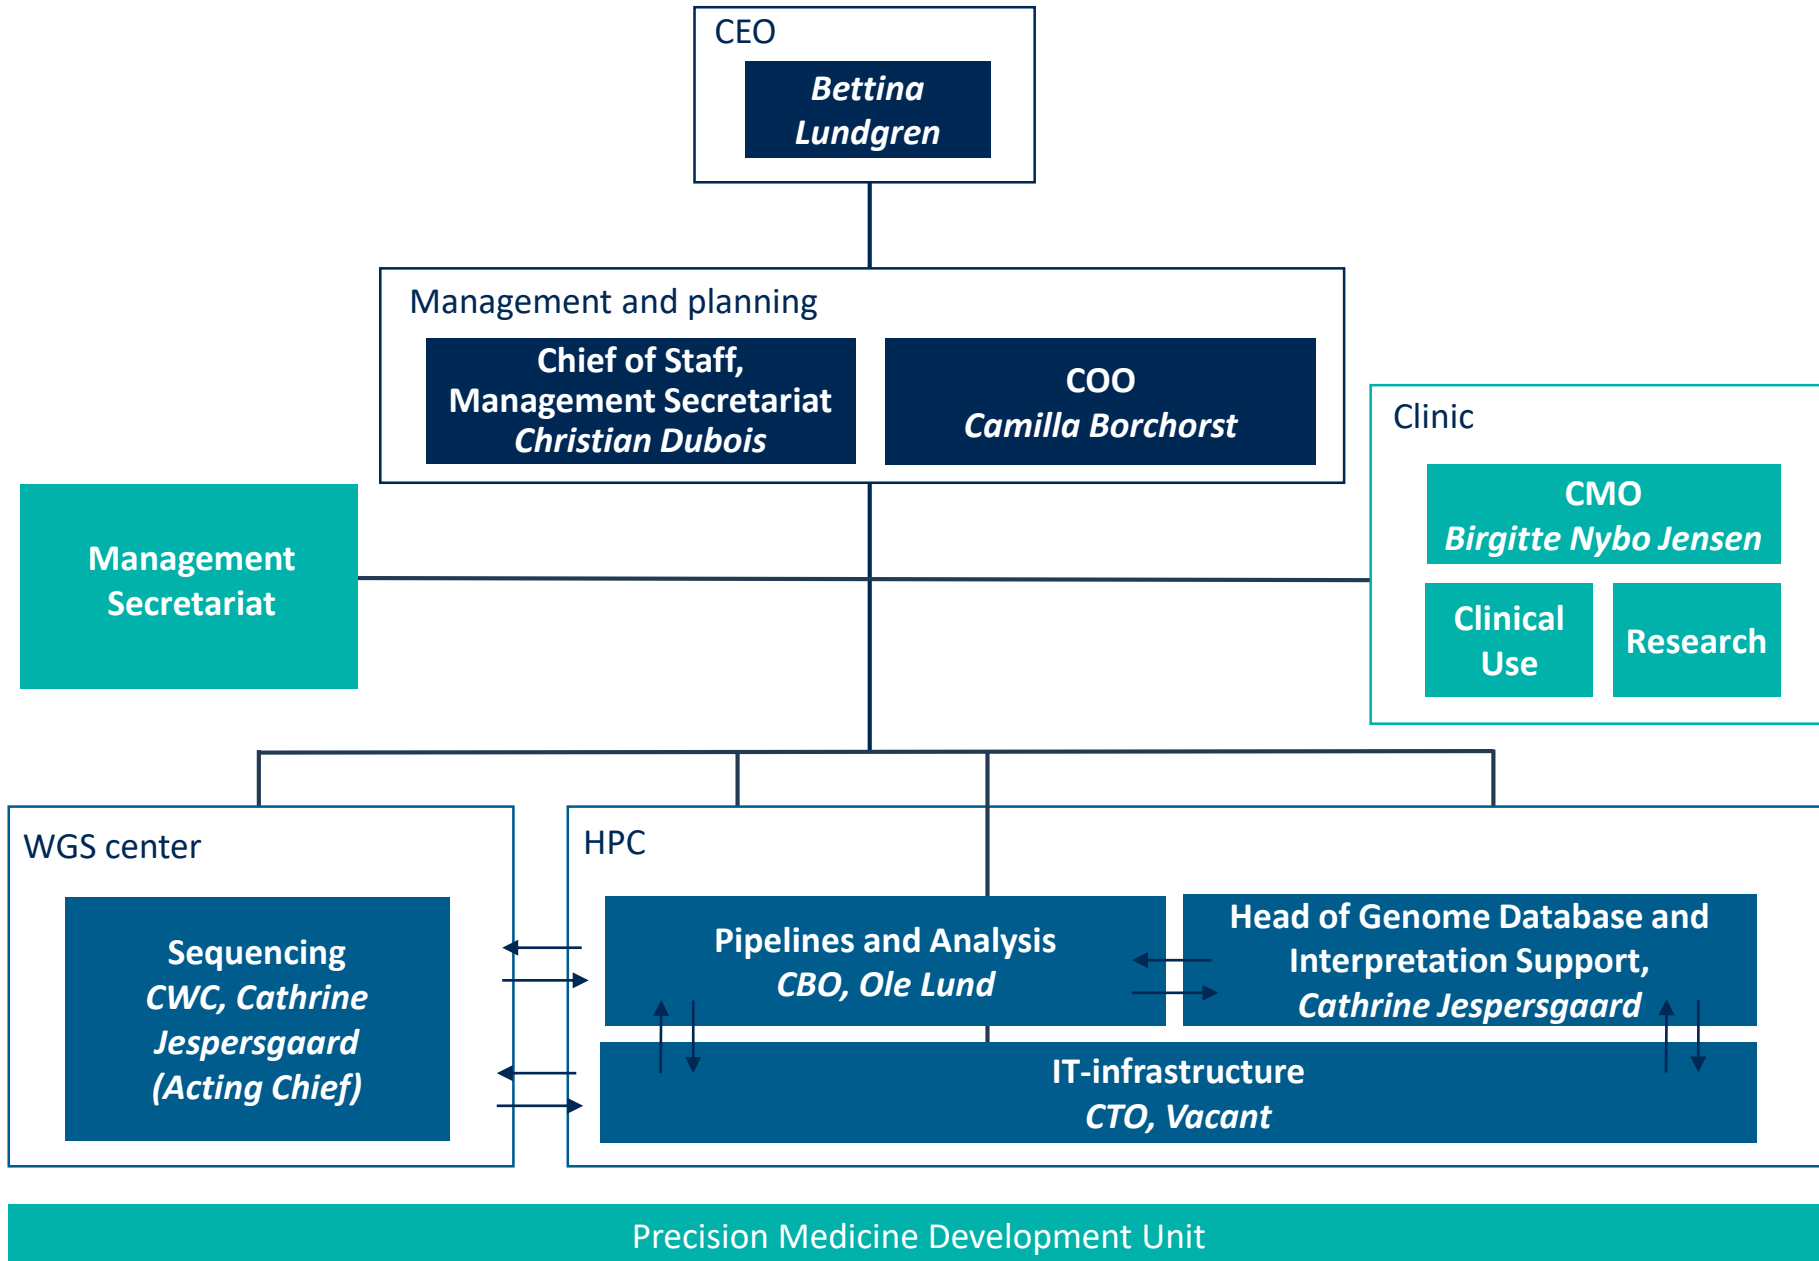 CEO
Bettina
Lundgren
Management and planning
Chief of Staff,
Management Secretariat
Christian Dubois
COO
Camilla Borchorst
Clinic
CMO
Birgitte Nybo Jensen
Clinical
Use
Research
Management
Secretariat
WGS center
Sequencing
CWC, Cathrine
Jespersgaard
(Acting Chief)
HPC
Pipelines and Analysis
CBO, Ole Lund
Head of Genome Database and
Interpretation Support,
Cathrine Jespersgaard
IT-infrastructure
CTO, Vacant
Precision Medicine Development Unit